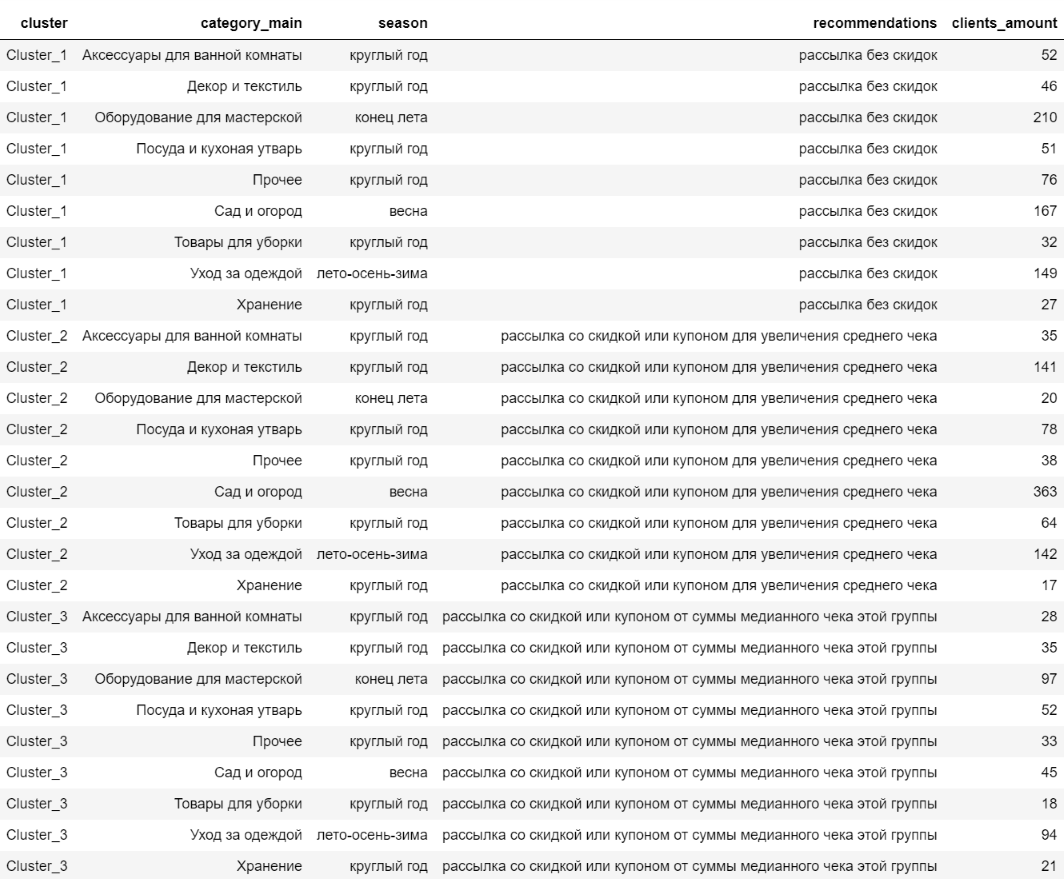 cluster category_main season recommendations clients_amount
Cluster_1 Аксессуары для ванной комнаты круглый год рассылка без скидок 52
Cluster_1 Декор и текстиль круглый год рассылка без скидок 46
Cluster_1 Оборудование для мастерской конец лета рассылка без скидок 210
Cluster_1 Посуда и кухоная утварь круглый год рассылка без скидок 51
Cluster_1 Прочее круглый год рассылка без скидок 76
Cluster_1 Сад и огород весна рассылка без скидок 167
Cluster_1 Товары для уборки круглый год рассылка без скидок 32
Cluster_1 Уход за одеждой лето-осень-зима рассылка без скидок 149
Cluster_1 Хранение круглый год рассылка без скидок 27
Cluster_2 Аксессуары для ванной комнаты круглый год рассылка со скидкой или купоном для увеличения среднего чека 35
Cluster_2 Декор и текстиль круглый год рассылка со скидкой или купоном для увеличения среднего чека 141
Cluster_2 Оборудование для мастерской конец лета рассылка со скидкой или купоном для увеличения среднего чека 20
Cluster_2 Посуда и кухоная утварь круглый год рассылка со скидкой или купоном для увеличения среднего чека 78
Cluster_2 Прочее круглый год рассылка со скидкой или купоном для увеличения среднего чека 38
Cluster_2 Сад и огород весна рассылка со скидкой или купоном для увеличения среднего чека 363
Cluster_2 Товары для уборки круглый год рассылка со скидкой или купоном для увеличения среднего чека 64
Cluster_2 Уход за одеждой лето-осень-зима рассылка со скидкой или купоном для увеличения среднего чека 142
Cluster_2 Хранение круглый год рассылка со скидкой или купоном для увеличения среднего чека 17
Cluster_3 Аксессуары для ванной комнаты круглый год рассылка со скидкой или купоном от суммы медианного чека этой группы 28
Cluster_3 Декор и текстиль круглый год рассылка со скидкой или купоном от суммы медианного чека этой группы 35
Cluster_3 Оборудование для мастерской конец лета рассылка со скидкой или купоном от суммы медианного чека этой группы 97
Cluster_3 Посуда и кухоная утварь круглый год рассылка со скидкой или купоном от суммы медианного чека этой группы 52
Cluster_3 Прочее круглый год рассылка со скидкой или купоном от суммы медианного чека этой группы 33
Cluster_3 Сад и огород весна рассылка со скидкой или купоном от суммы медианного чека этой группы 45
Cluster_3 Товары для уборки круглый год рассылка со скидкой или купоном от суммы медианного чека этой группы 18
Cluster_3 Уход за одеждой лето-осень-зима рассылка со скидкой или купоном от суммы медианного чека этой группы 94
Cluster_3 Хранение круглый год рассылка со скидкой или купоном от суммы медианного чека этой группы 21